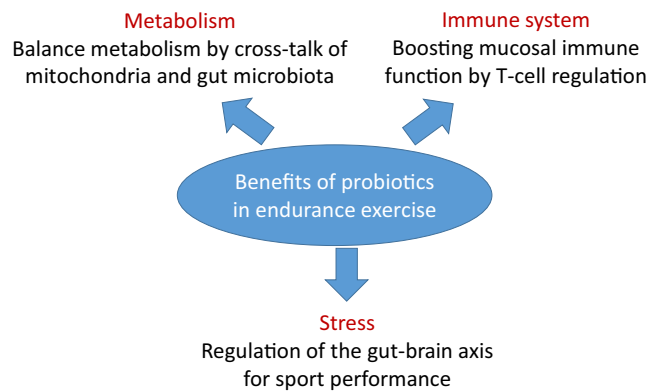 Metabolism
Balance metabolism by cross-talk of
mitochondria and gut microbiota
Immune system
Boosting mucosal immune
function by T-cell regulation
Benefits of probiotics
in endurance exercise
Stress
Regulation of the gut-brain axis
for sport performance